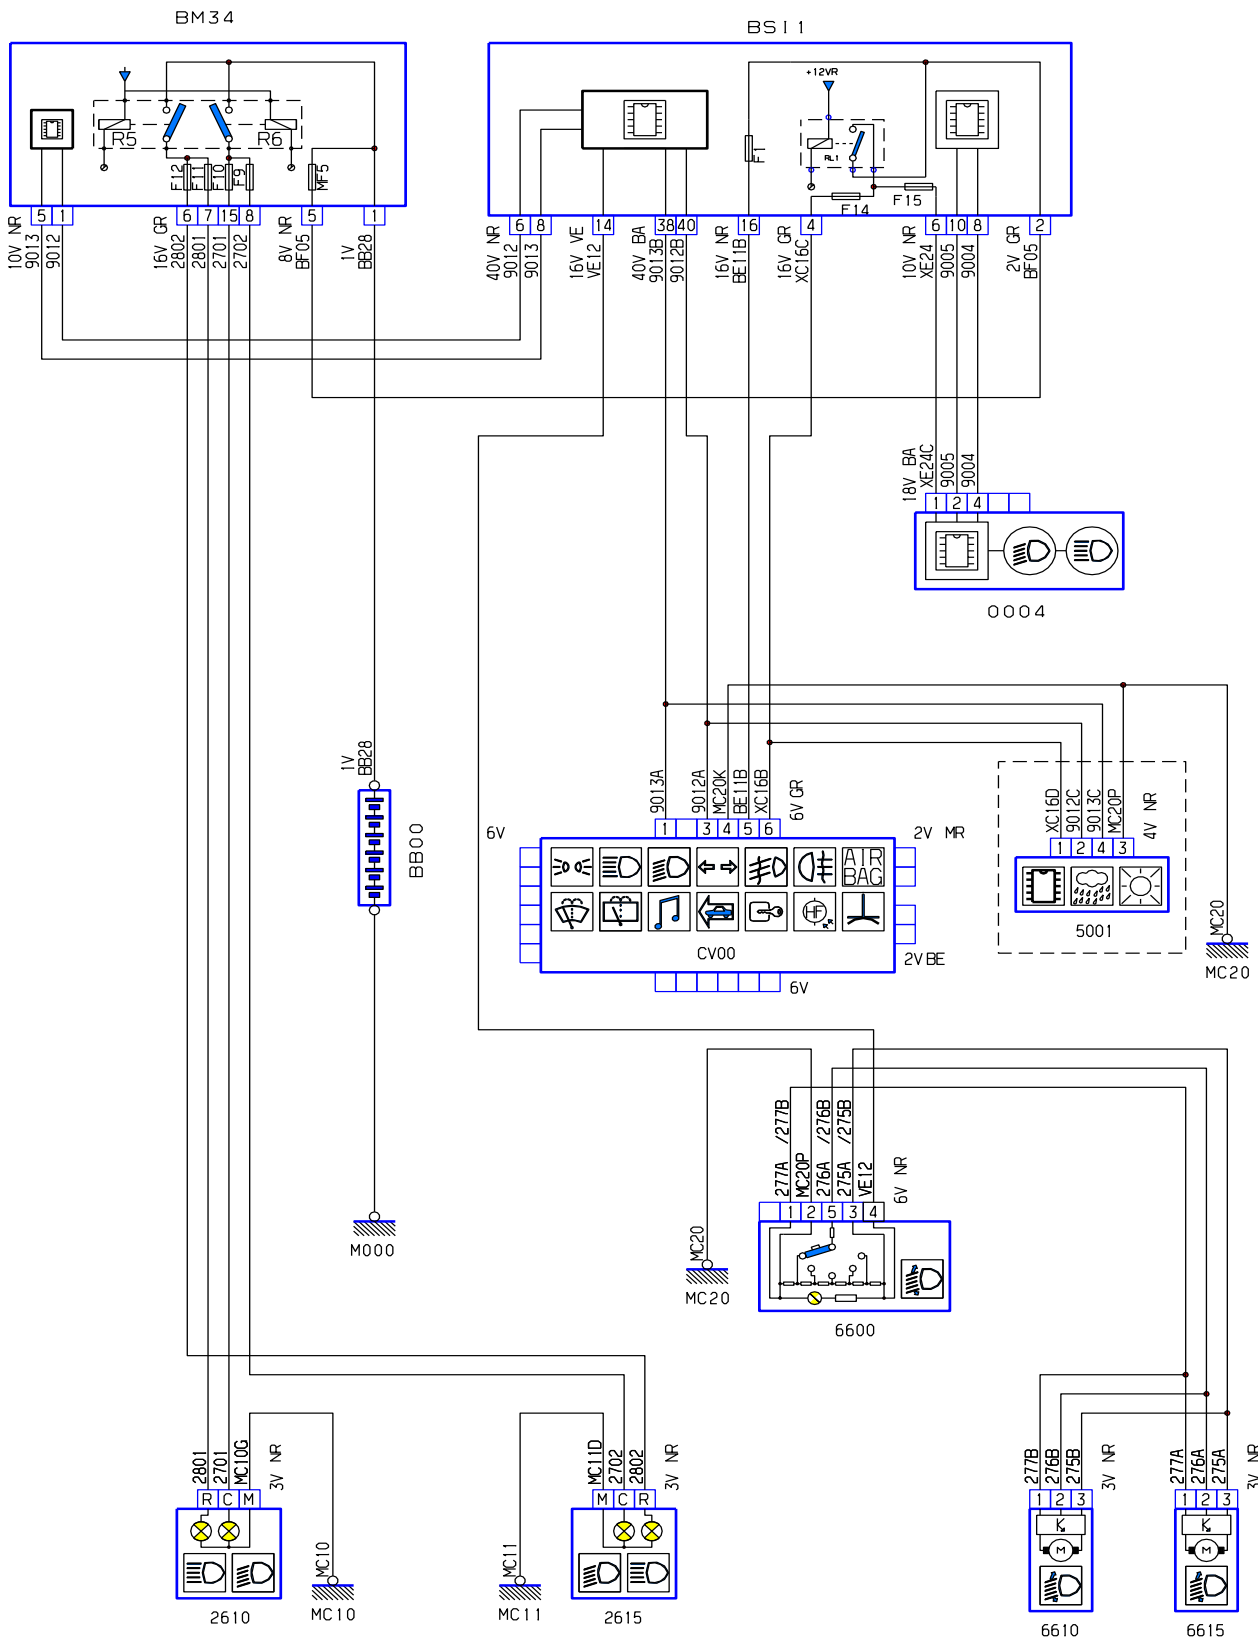 BM34
BSI1
+12VR
R5
R6
RL1
F12
F11
F10
F9
MF5
F1
F14
F15
5 1
6 7 15 8
5
1
6 8
14
38 40
16
4
6 10 8
2
10V NR
9013
9012
16V GR
2802
2801
2701
2702
8V NR
BF05
1V
BB28
40V NR
9012
9013
16V VE
VE12
40V BA
9013B
9012B
16V NR
BE11B
16V GR
XC16C
10V NR
XE24
9005
9004
2V GR
BF05
18V BA
XE24C
9005
9004
1 2 4
0004
1V
BB28
BB00
9013A
9012A
MC20K
BE11B
XC16B
6V GR
6V
1 3 4 5 6
2V MR
AIR
BAG
HF
CV00
2V BE
6V
XC16D
9012C
9013C
MC20P
4V NR
1 2 4 3
5001
MC20
MC20
277A /277B
MC20P
276A /276B
275A /275B
VE12
6V NR
1 2 5 3 4
6600
MC20
MC20
M000
2801
2701
MC10G
3V NR
R C M
2610
MC10
MC10
MC11
MC11
MC11D
2702
2802
3V NR
M C R
2615
277B
276B
275B
3V NR
1 2 3
K
M
6610
277A
276A
275A
3V NR
1 2 3
K
M
6615